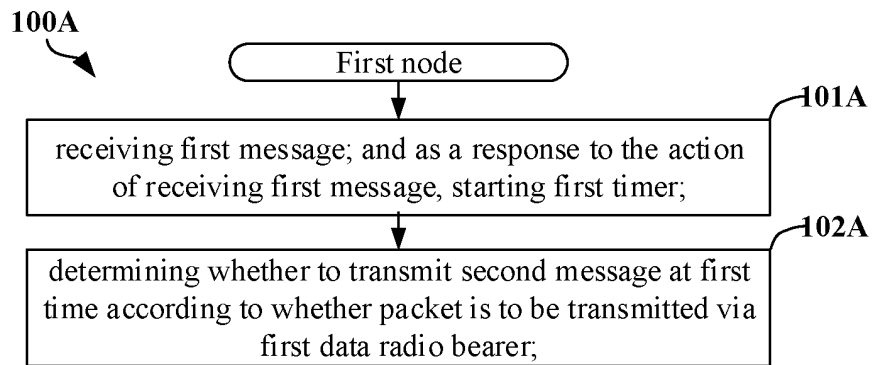 100A
First node
101A
receiving first message; and as a response to the action
of receiving first message, starting first timer;
102A
determining whether to transmit second message at first
time according to whether packet is to be transmitted via
first data radio bearer;